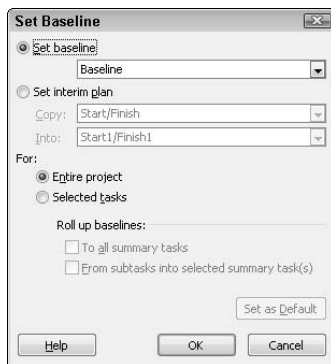 Set Baseline
Set baseline
Baseline
Set interim plan
Copy: Start/Finish
Into: Start1/Finish1
For:
Entire project
Selected tasks
Roll up baselines:
To all summary tasks
From subtasks into selected summary task(s)
Set as Default
Help OK Cancel